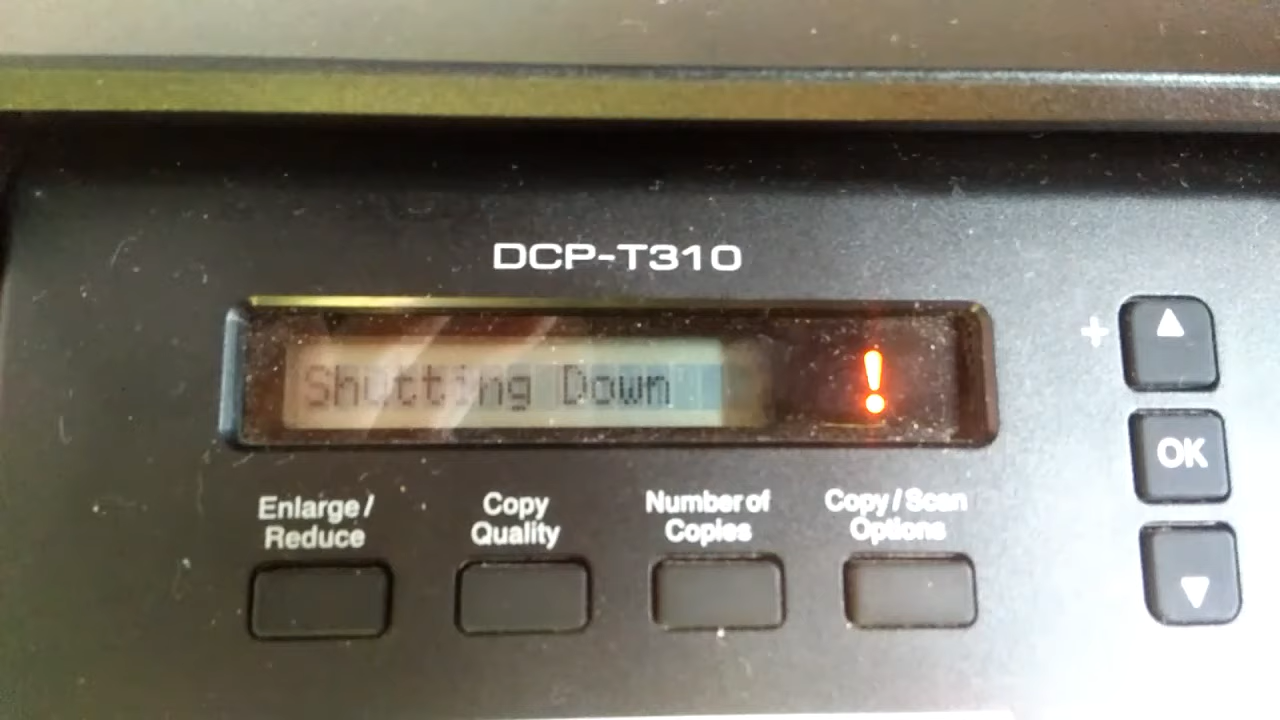 DCP-T310
Shutting Down
!
+
OK
Enlarge /
Reduce
Copy
Quality
Number of
Copies
Copy / Scan
Options